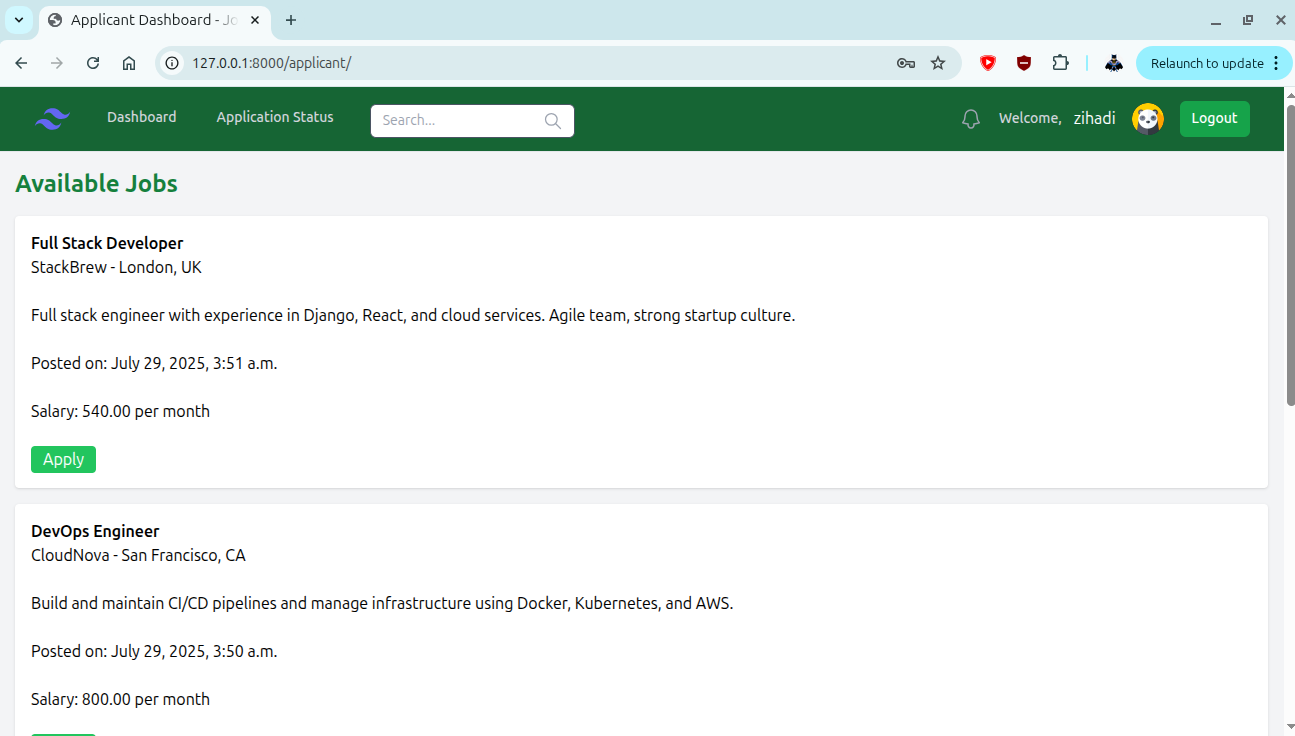 Applicant Dashboard - Jo
127.0.0.1:8000/applicant/
Relaunch to update
Dashboard
Application Status
Search...
Welcome, zihadi
Logout
Available Jobs
Full Stack Developer
StackBrew - London, UK
Full stack engineer with experience in Django, React, and cloud services. Agile team, strong startup culture.
Posted on: July 29, 2025, 3:51 a.m.
Salary: 540.00 per month
Apply
DevOps Engineer
CloudNova - San Francisco, CA
Build and maintain CI/CD pipelines and manage infrastructure using Docker, Kubernetes, and AWS.
Posted on: July 29, 2025, 3:50 a.m.
Salary: 800.00 per month